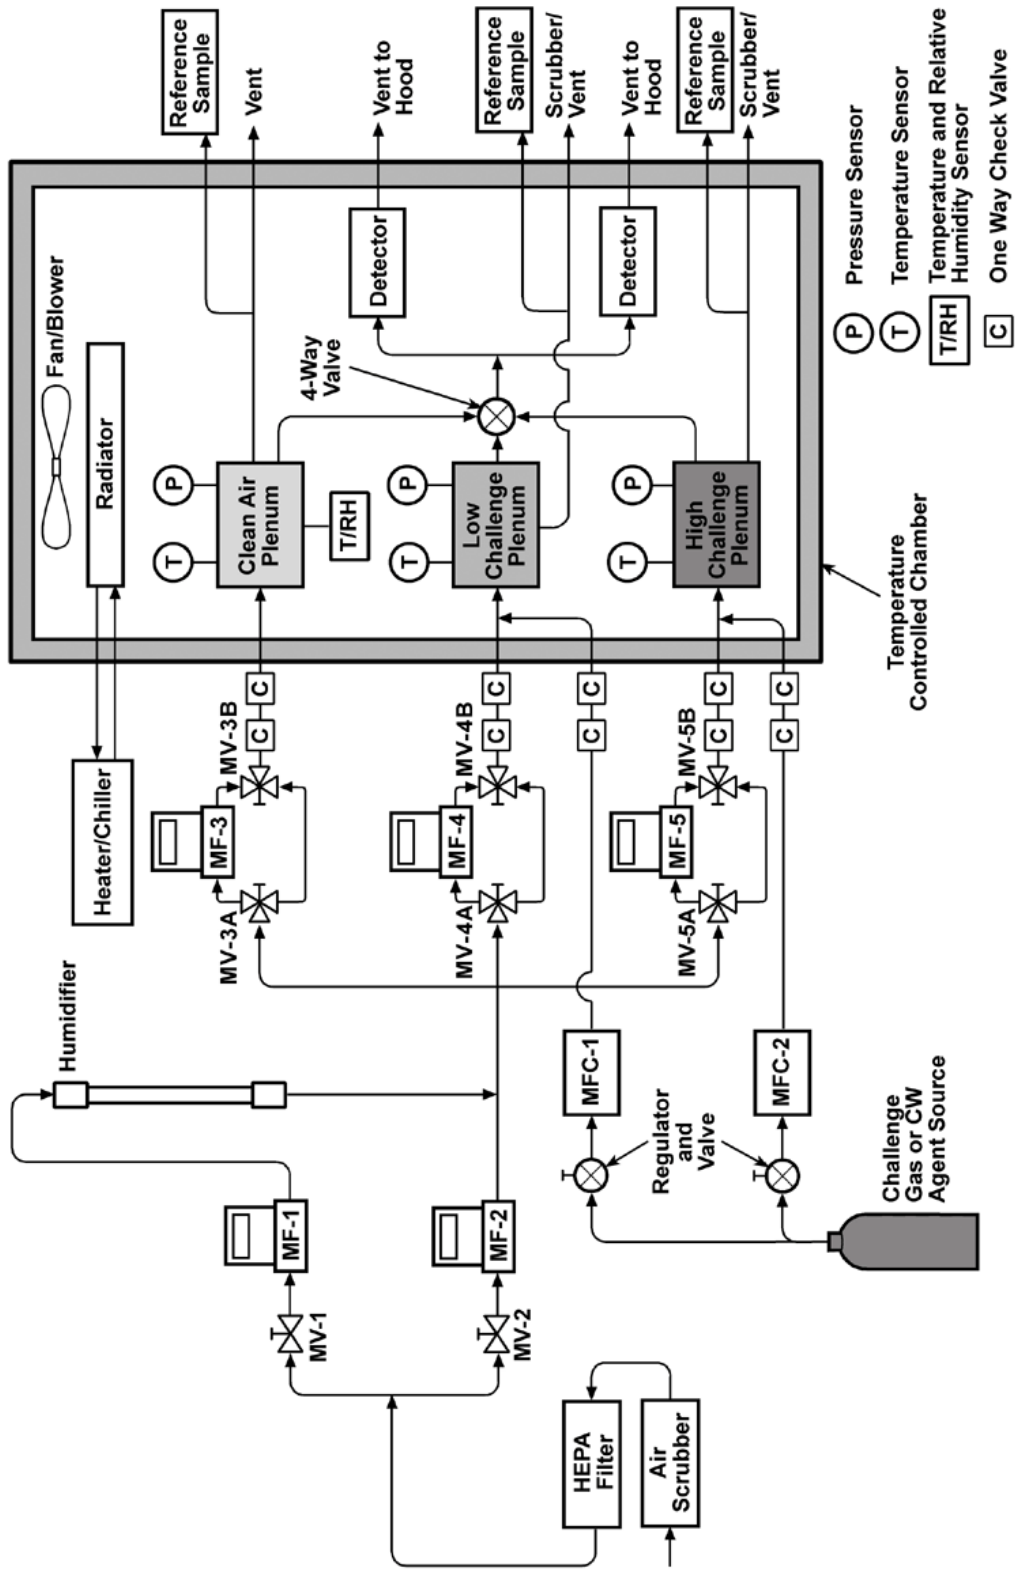 Air
Scrubber
HEPA
Filter
MV-1
MV-2
MF-1
MF-2
Humidifier
Challenge
Gas or CW
Agent Source
Regulator
and
Valve
MFC-1
MFC-2
Heater/Chiller
MV-3A
MF-3
MV-3B
C
C
MV-4A
MF-4
MV-4B
C
C
C
C
MV-5A
MF-5
MV-5B
C
C
C
C
Temperature
Controlled Chamber
Fan/Blower
Radiator
T
P
Clean Air
Plenum
T/RH
T
P
Low
Challenge
Plenum
T
P
High
Challenge
Plenum
4-Way
Valve
Detector
Detector
Reference
Sample
Vent
Vent to
Hood
Reference
Sample
Scrubber/
Vent
Vent to
Hood
Reference
Sample
Scrubber/
Vent
P
Pressure Sensor
T
Temperature Sensor
T/RH
Temperature and Relative
Humidity Sensor
C
One Way Check Valve